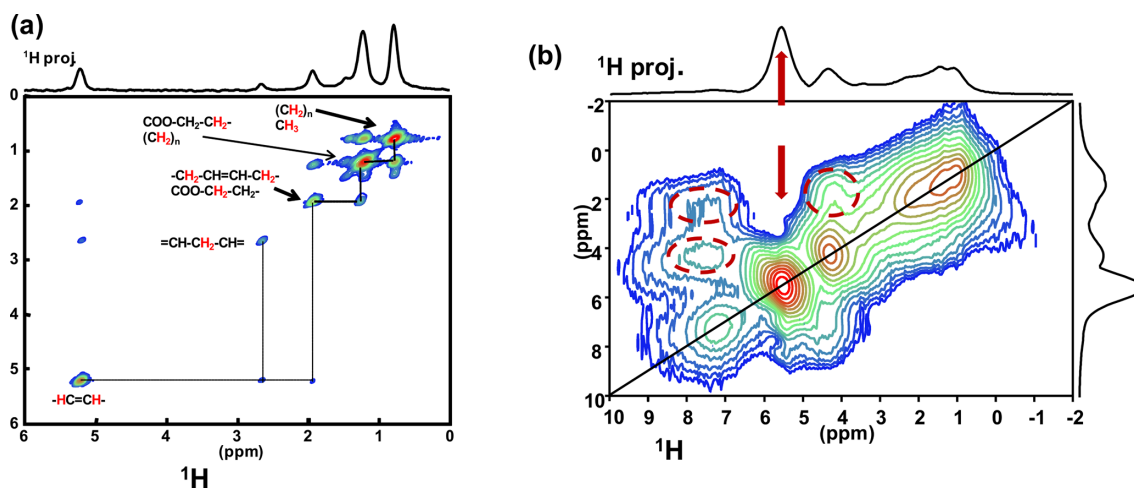 (a)
¹H proj.
0
1
2
3
4
5
6
(CH₂)ₙ
CH₃
COO-CH₂-CH₂-
(CH₂)ₙ
-CH₂-CH=CH-CH₂-
COO-CH₂-CH₂-
=CH-CH₂-CH=
-HC=CH-
6 5 4 3 2 1 0
(ppm)
¹H
(b)
¹H proj.
-2
0
2
4
6
8
10
(ppm)
10 9 8 7 6 5 4 3 2 1 0 -1 -2
(ppm)
¹H